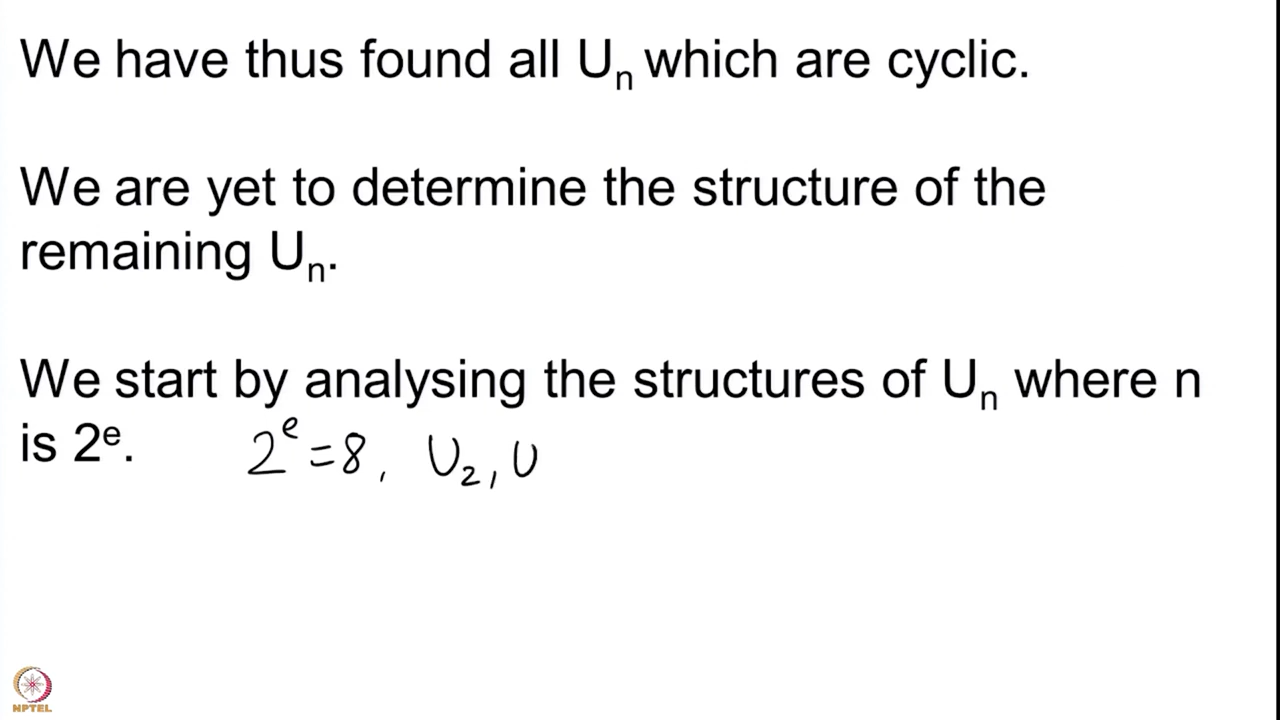 We have thus found all Uₙ which are cyclic.
We are yet to determine the structure of the
remaining Uₙ.
We start by analysing the structures of Uₙ where n
is 2ᵉ. 2ᵉ = 8, U₂, U
NPTEL